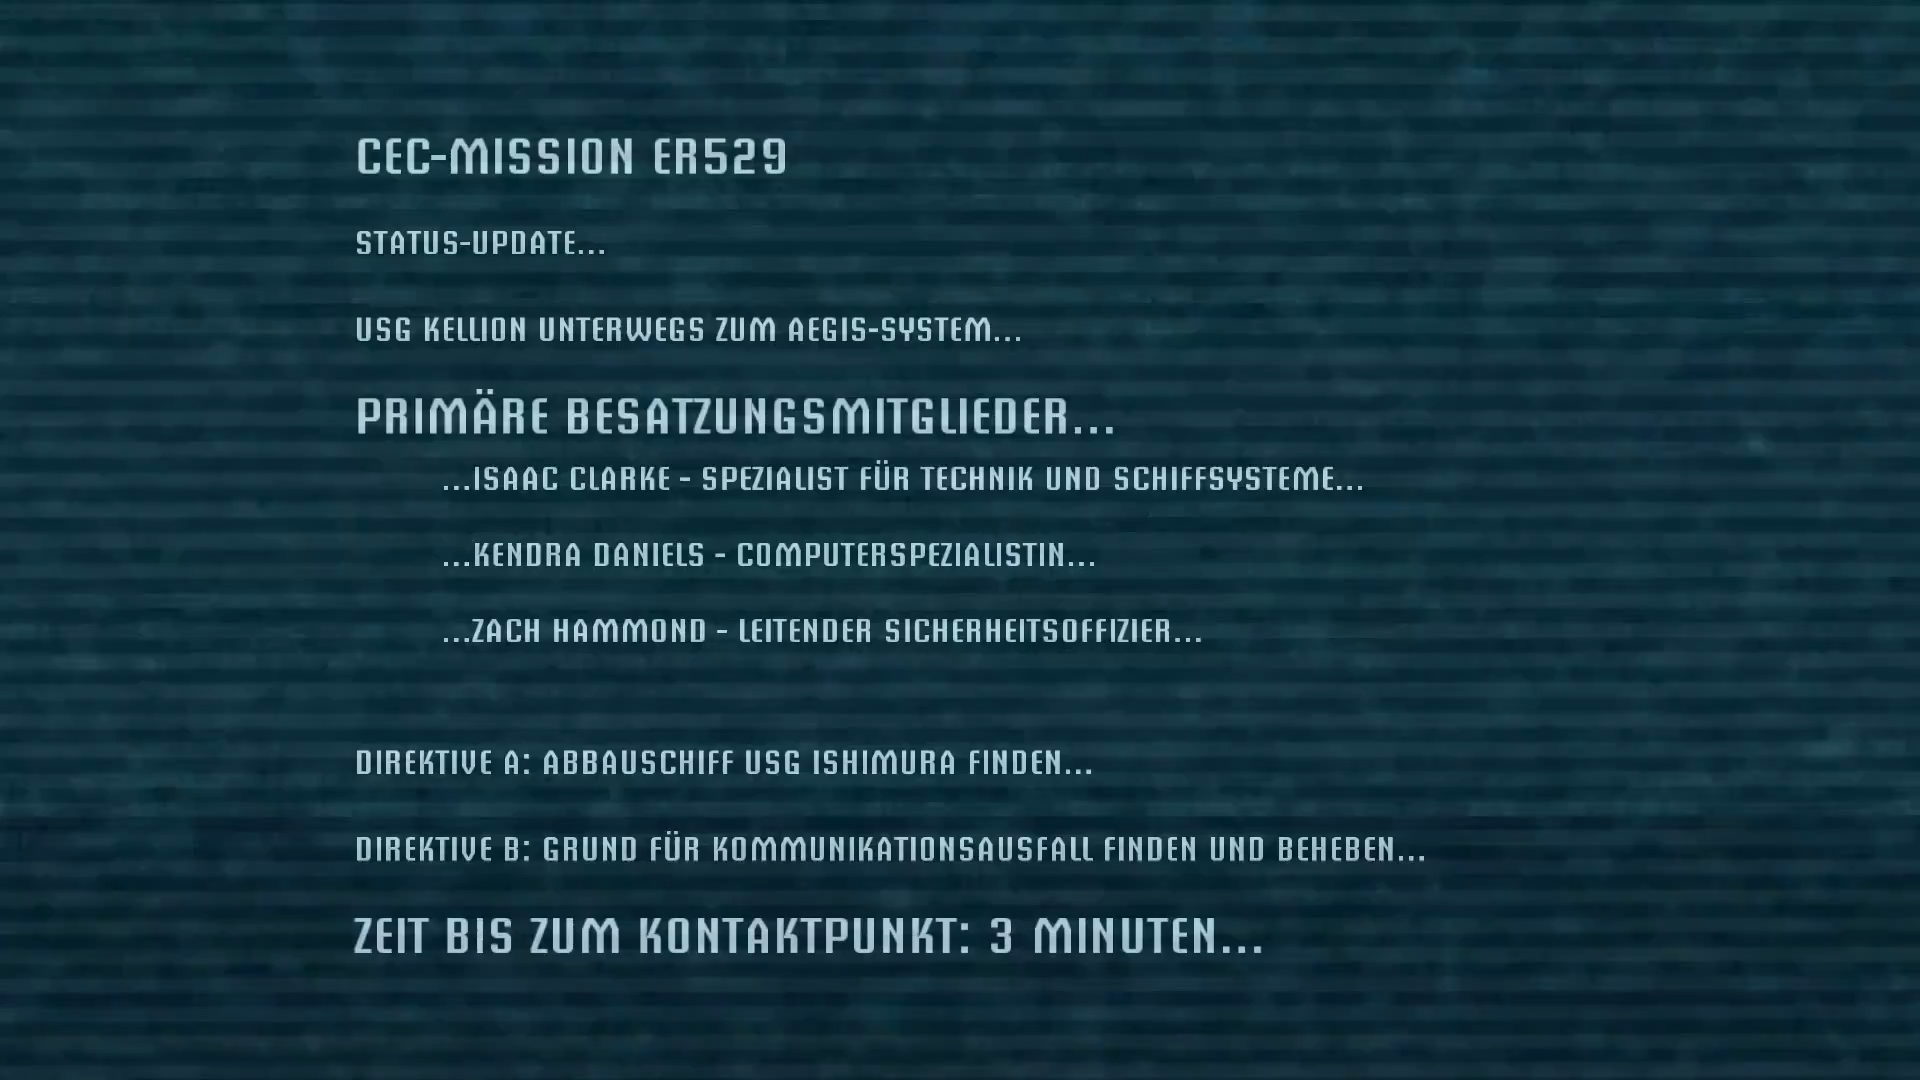 CEC-MISSION ER529
STATUS-UPDATE...
USG KELLION UNTERWEGS ZUM AEGIS-SYSTEM...
PRIMÄRE BESATZUNGSMITGLIEDER...
...ISAAC CLARKE - SPEZIALIST FÜR TECHNIK UND SCHIFFSYSTEME...
...KENDRA DANIELS - COMPUTERSPEZIALISTIN...
...ZACH HAMMOND - LEITENDER SICHERHEITSOFFIZIER...
DIREKTIVE A: ABBAUSCHIFF USG ISHIMURA FINDEN...
DIREKTIVE B: GRUND FÜR KOMMUNIKATIONSAUSFALL FINDEN UND BEHEBEN...
ZEIT BIS ZUM KONTAKTPUNKT: 3 MINUTEN...